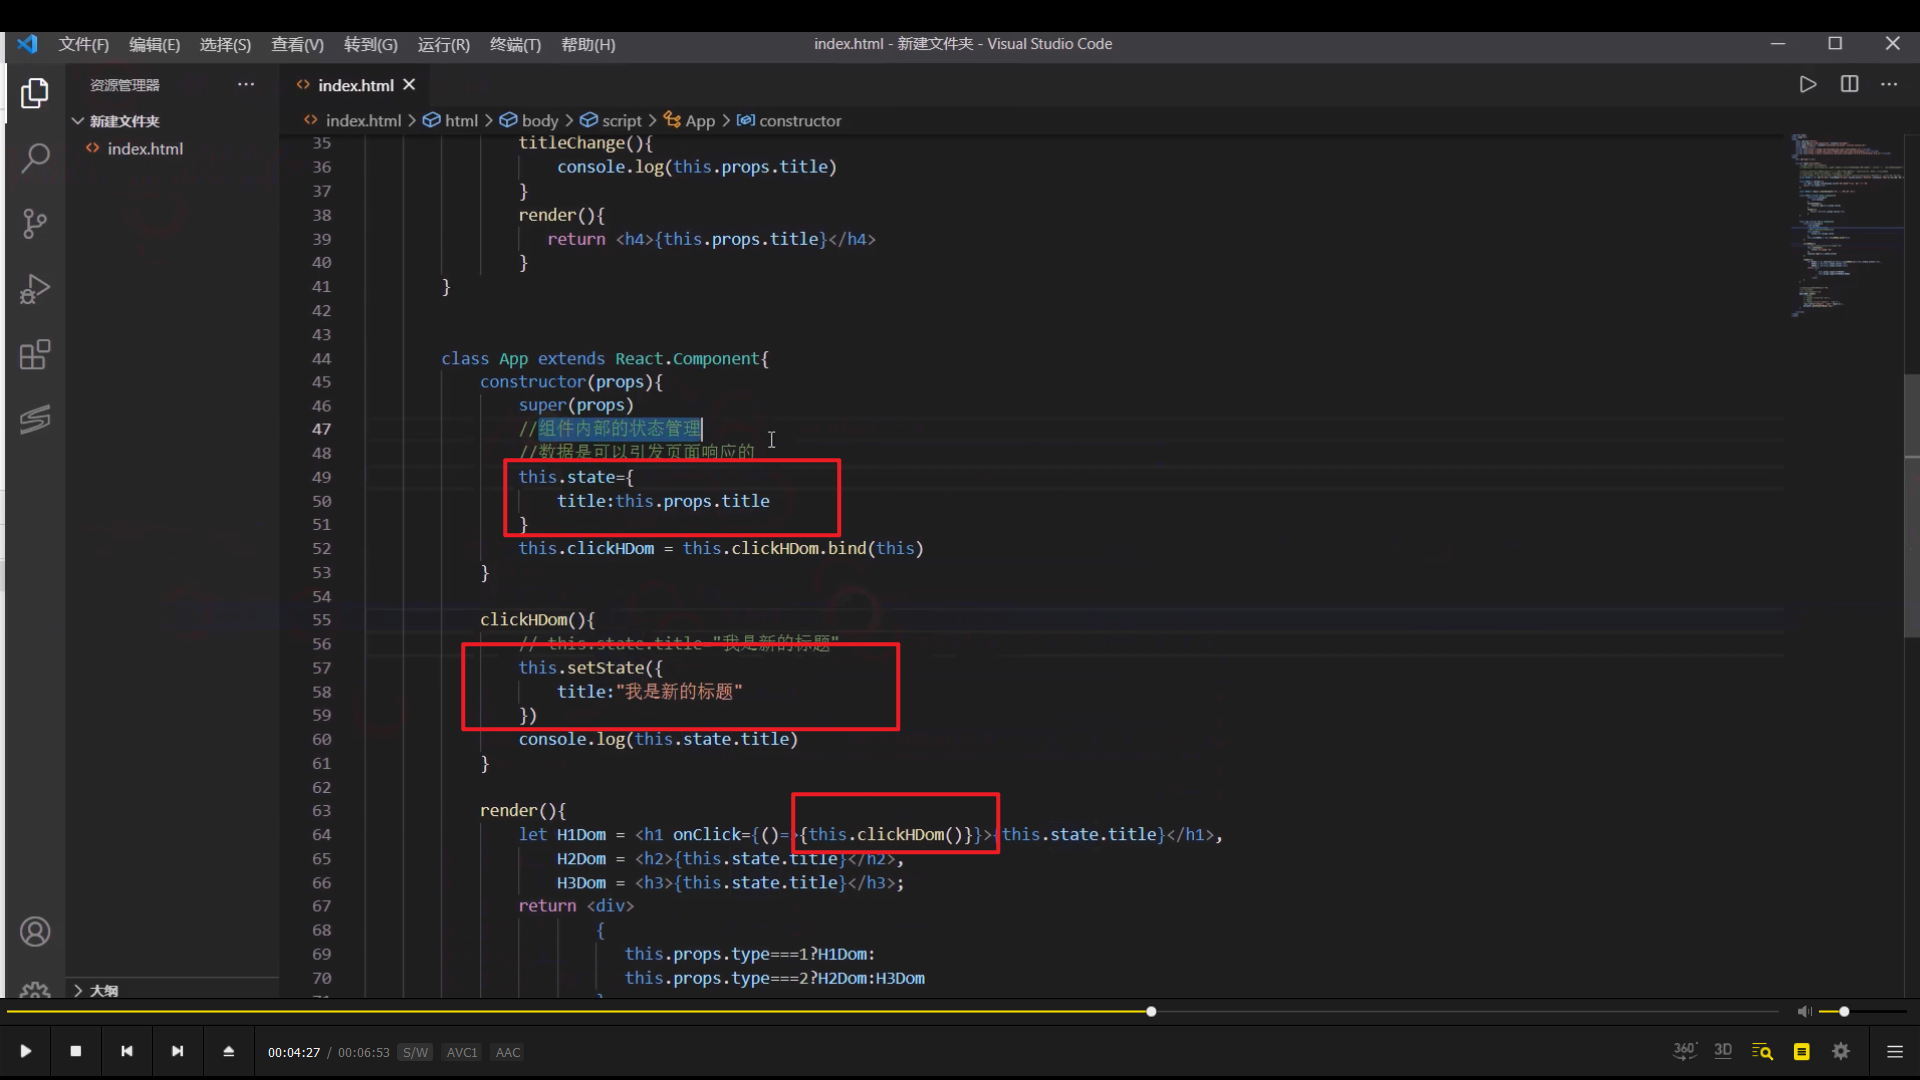 文件(F) 编辑(E) 选择(S) 查看(V) 转到(G) 运行(R) 终端(T) 帮助(H) index.html - 新建文件夹 - Visual Studio Code
资源管理器 ··· index.html
新建文件夹
index.html
index.html > html > body > script > App > constructor
35 titleChange(){
36 console.log(this.props.title)
37 }
38 render(){
39 return <h4>{this.props.title}</h4>
40 }
41 }
42
43
44 class App extends React.Component{
45 constructor(props){
46 super(props)
47 //组件内部的状态管理
48 //数据是可以引发页面响应的
49 this.state={
50 title:this.props.title
51 }
52 this.clickHDom = this.clickHDom.bind(this)
53 }
54
55 clickHDom(){
56 // this.state.title="我是新的标题"
57 this.setState({
58 title:"我是新的标题"
59 })
60 console.log(this.state.title)
61 }
62
63 render(){
64 let H1Dom = <h1 onClick={()=>{this.clickHDom()}}>{this.state.title}</h1>,
65 H2Dom = <h2>{this.state.title}</h2>,
66 H3Dom = <h3>{this.state.title}</h3>;
67 return <div>
68 {
69 this.props.type===1?H1Dom:
70 this.props.type===2?H2Dom:H3Dom
大纲
00:04:27 / 00:06:53 S/W AVC1 AAC
360° 3D